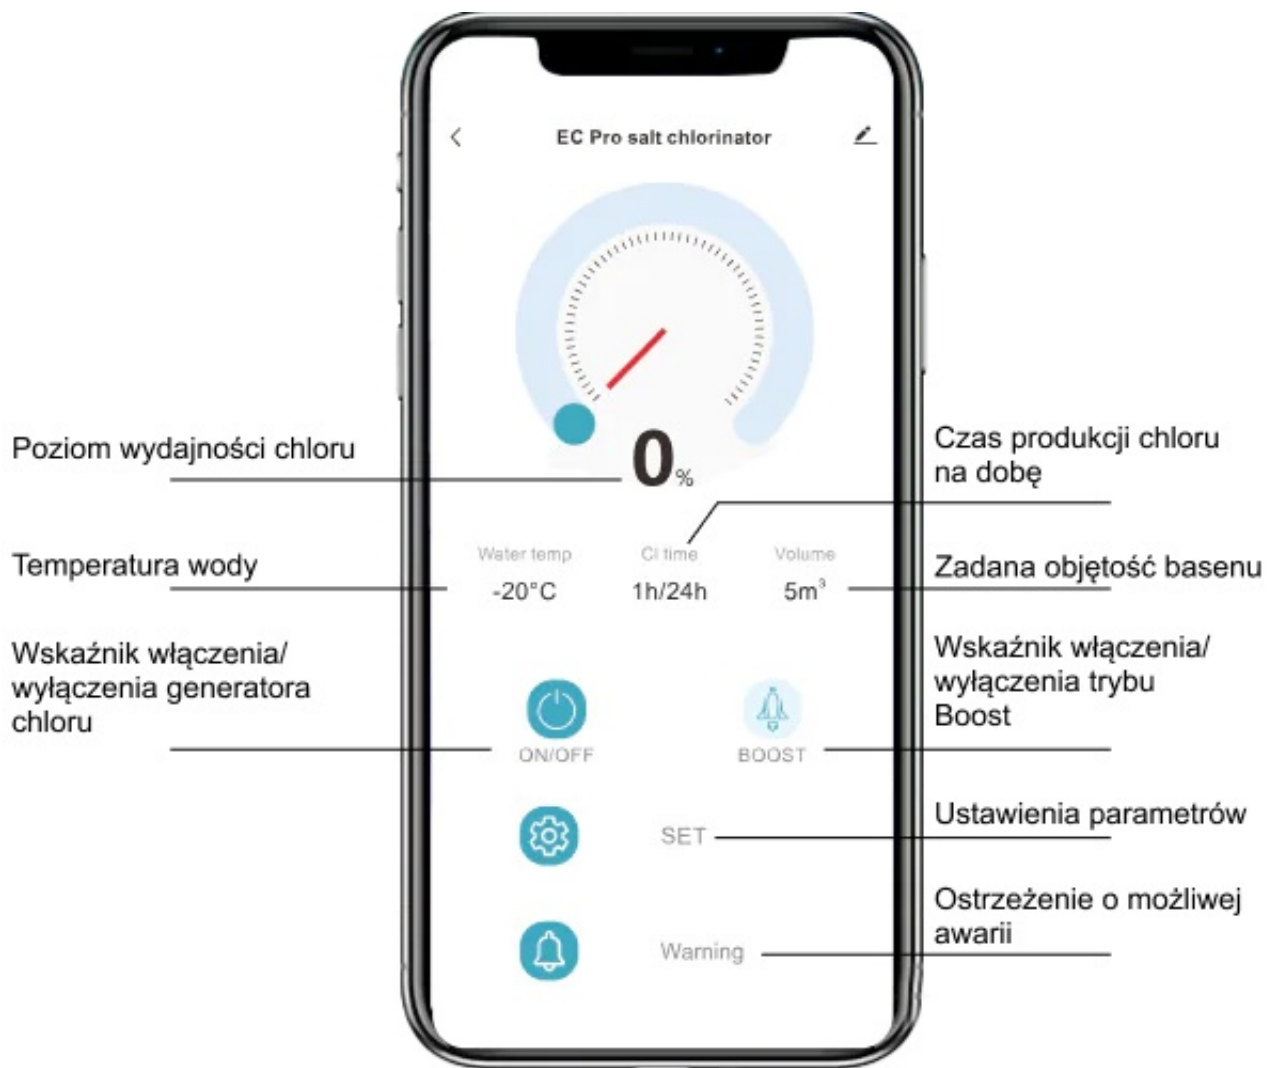 EC Pro salt chlorinator
Poziom wydajności chloru
0%
Czas produkcji chloru
na dobę
Water temp
Cl time
Volume
Temperatura wody
-20°C
1h/24h
5m³
Zadana objętość basenu
Wskaźnik włączenia/
wyłączenia generatora
chloru
ON/OFF
BOOST
Wskaźnik włączenia/
wyłączenia trybu
Boost
SET
Ustawienia parametrów
Warning
Ostrzeżenie o możliwej
awarii